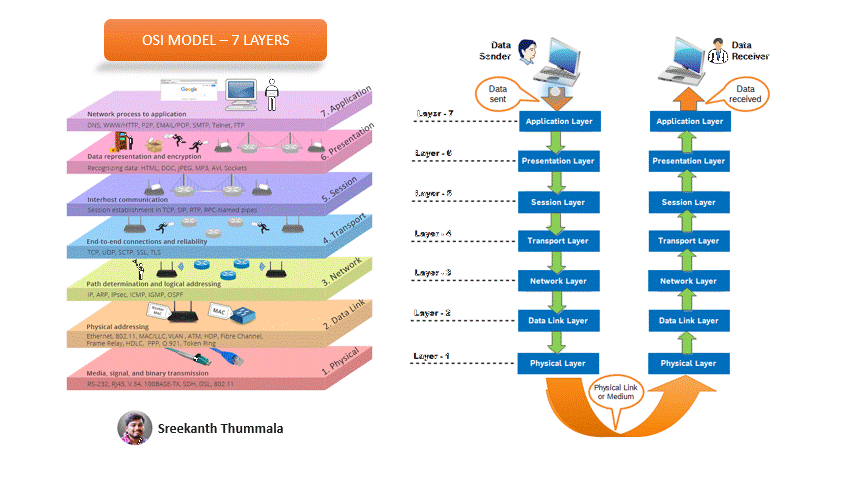 OSI MODEL – 7 LAYERS
Google
7. Application
Network process to application
DNS, WWW/HTTP, P2P, EMAIL/POP, SMTP, Telnet, FTP
6. Presentation
Data representation and encryption
Recognizing data: HTML, DOC, JPEG, MP3, AVI, Sockets
5. Session
Interhost communication
Session establishment in TCP, SIP, RTP, RPC-Named pipes
4. Transport
End-to-end connections and reliability
TCP, UDP, SCTP, SSL, TLS
3. Network
Path determination and logical addressing
IP, ARP, IPsec, ICMP, IGMP, OSPF
2. Data Link
MAC
MAC
Physical addressing
Ethernet, 802.11, MAC/LLC, VLAN, ATM, HDP, Fibre Channel,
Frame Relay, HDLC, PPP, Q.921, Token Ring
1. Physical
Media, signal, and binary transmission
RS-232, RJ45, V.34, 100BASE-TX, SDH, DSL, 802.11
Sreekanth Thummala
Data
Sender
Data
sent
Data
Receiver
Data
received
Layer - 7
Application Layer
Application Layer
Layer - 6
Presentation Layer
Presentation Layer
Layer - 5
Session Layer
Session Layer
Layer - 4
Transport Layer
Transport Layer
Layer - 3
Network Layer
Network Layer
Layer - 2
Data Link Layer
Data Link Layer
Layer - 1
Physical Layer
Physical Layer
Physical Link
or Medium